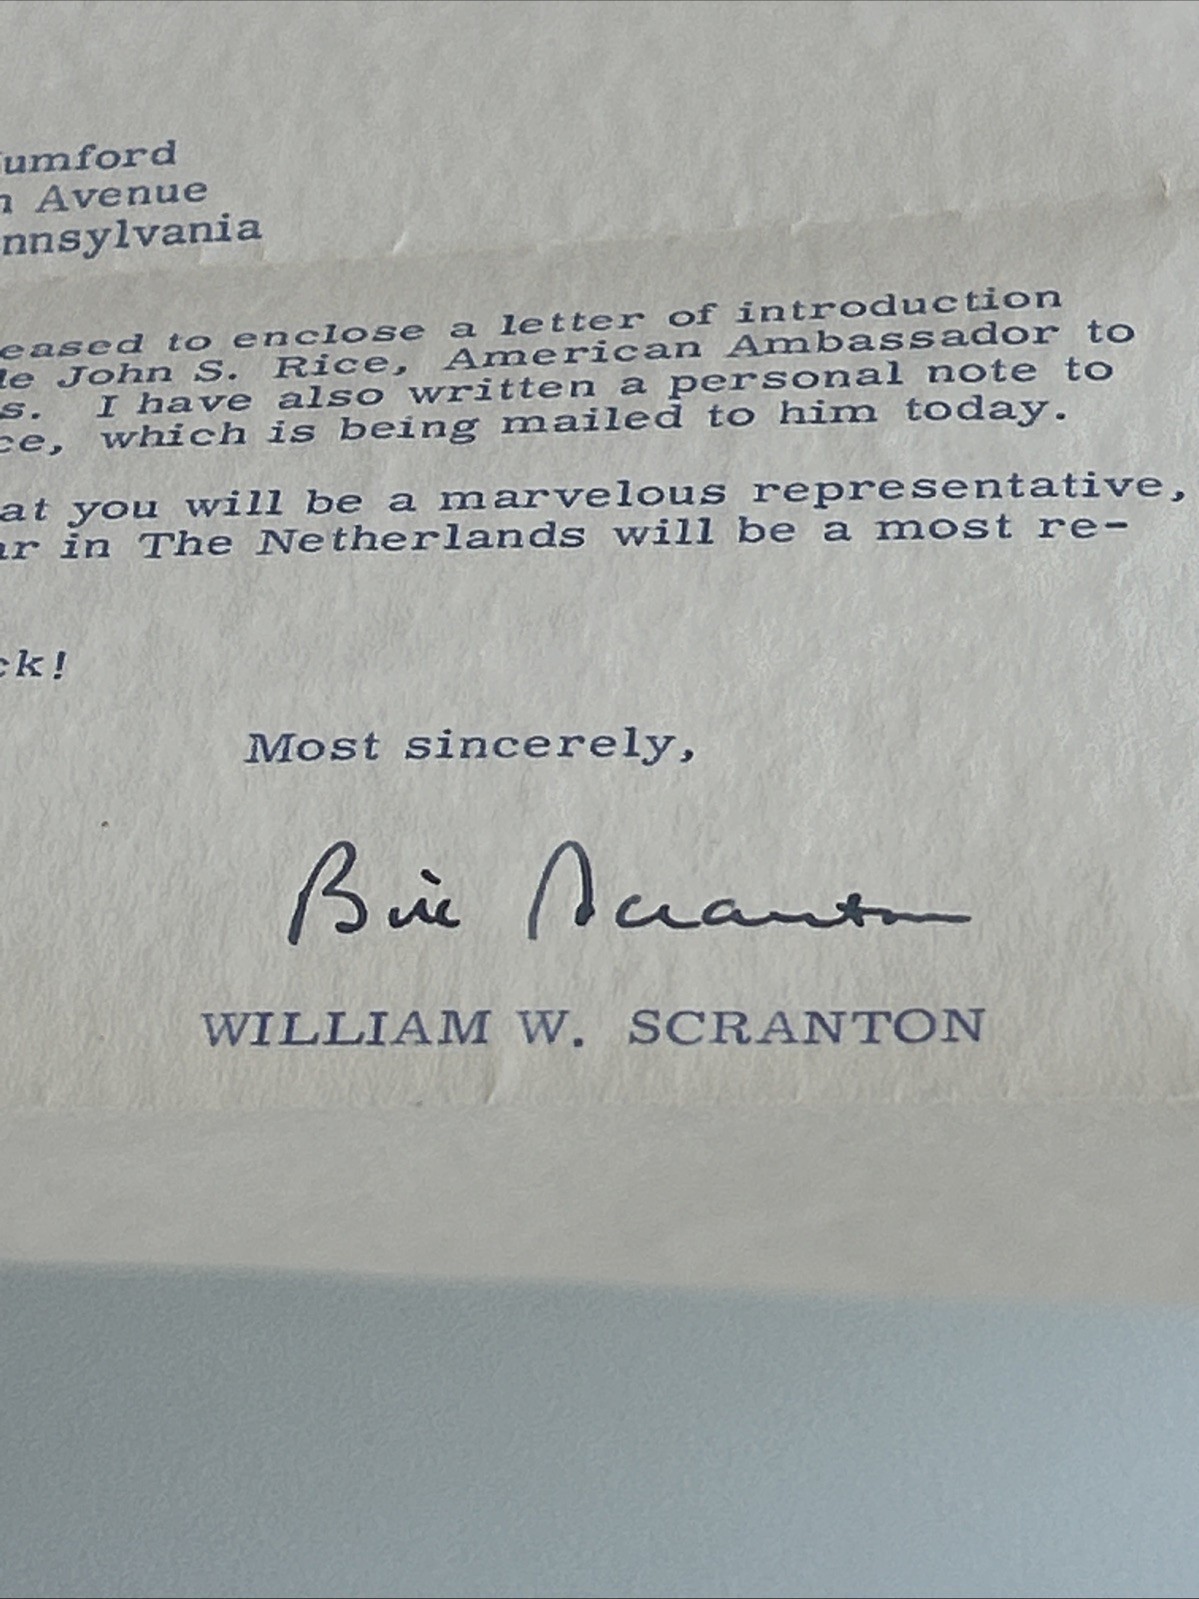 umford
Avenue
nnsylvania
eased to enclose a letter of introduction
le John S. Rice, American Ambassador to
s. I have also written a personal note to
ce, which is being mailed to him today.
at you will be a marvelous representative,
ar in The Netherlands will be a most re-
ck!
Most sincerely,
Bill Scranton
WILLIAM W. SCRANTON